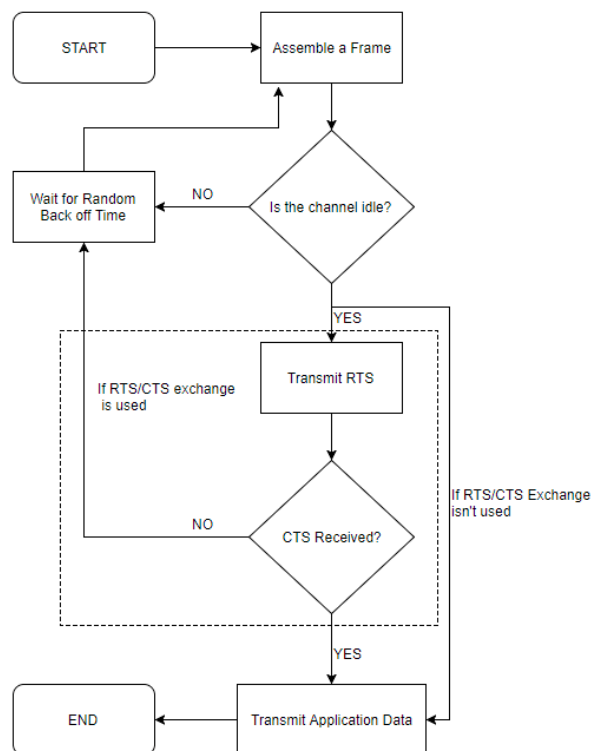 START
Assemble a Frame
Wait for Random
Back off Time
NO
Is the channel idle?
YES
Transmit RTS
If RTS/CTS exchange
is used
If RTS/CTS Exchange
isn't used
NO
CTS Received?
YES
END
Transmit Application Data